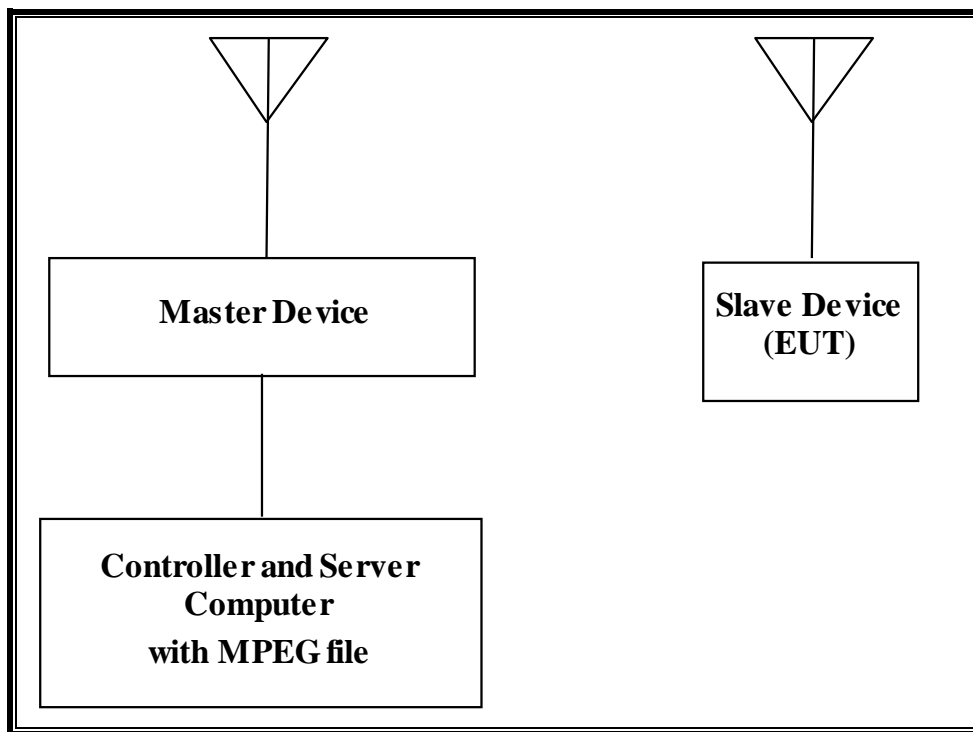 Master Device
Slave Device
(EUT)
Controller and Server
Computer
with MPEG file